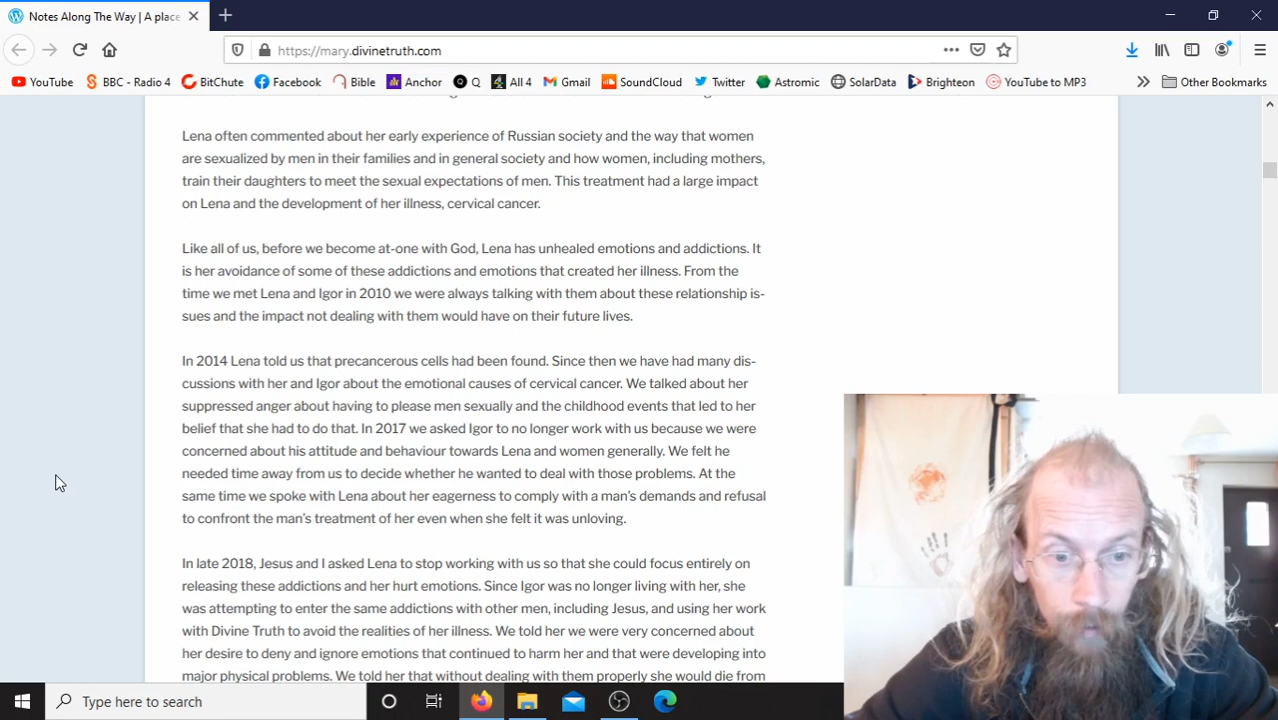 Notes Along The Way | A place
https://mary.divinetruth.com
YouTube BBC - Radio 4 BitChute Facebook Bible Anchor Q All 4 Gmail SoundCloud Twitter Astromic SolarData Brighteon YouTube to MP3 Other Bookmarks
Lena often commented about her early experience of Russian society and the way that women
are sexualized by men in their families and in general society and how women, including mothers,
train their daughters to meet the sexual expectations of men. This treatment had a large impact
on Lena and the development of her illness, cervical cancer.
Like all of us, before we become at-one with God, Lena has unhealed emotions and addictions. It
is her avoidance of some of these addictions and emotions that created her illness. From the
time we met Lena and Igor in 2010 we were always talking with them about these relationship is-
sues and the impact not dealing with them would have on their future lives.
In 2014 Lena told us that precancerous cells had been found. Since then we have had many dis-
cussions with her and Igor about the emotional causes of cervical cancer. We talked about her
suppressed anger about having to please men sexually and the childhood events that led to her
belief that she had to do that. In 2017 we asked Igor to no longer work with us because we were
concerned about his attitude and behaviour towards Lena and women generally. We felt he
needed time away from us to decide whether he wanted to deal with those problems. At the
same time we spoke with Lena about her eagerness to comply with a man's demands and refusal
to confront the man's treatment of her even when she felt it was unloving.
In late 2018, Jesus and I asked Lena to stop working with us so that she could focus entirely on
releasing these addictions and her hurt emotions. Since Igor was no longer living with her, she
was attempting to enter the same addictions with other men, including Jesus, and using her work
with Divine Truth to avoid the realities of her illness. We told her we were very concerned about
her desire to deny and ignore emotions that continued to harm her and that were developing into
major physical problems. We told her that without dealing with them properly she would die from
Type here to search